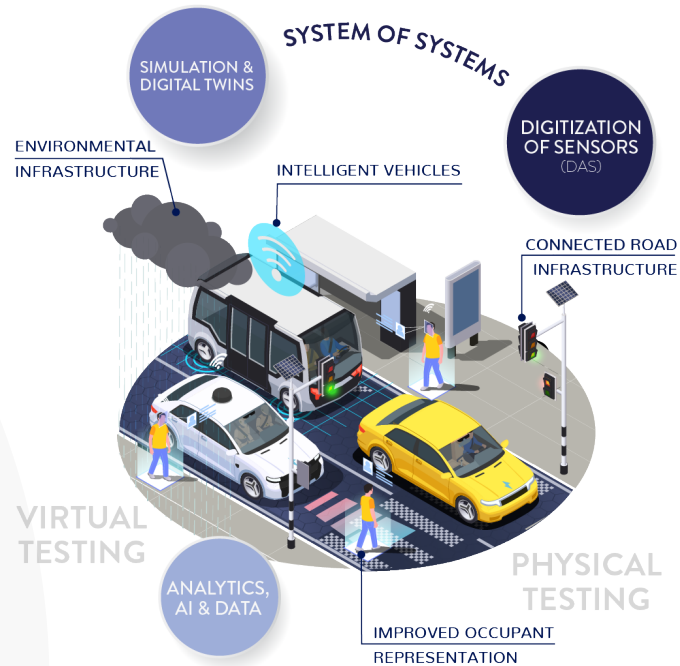 SYSTEM OF SYSTEMS
SIMULATION &
DIGITAL TWINS
DIGITIZATION
OF SENSORS
(DAS)
ENVIRONMENTAL
INFRASTRUCTURE
INTELLIGENT VEHICLES
CONNECTED ROAD
INFRASTRUCTURE
VIRTUAL
TESTING
PHYSICAL
TESTING
ANALYTICS,
AI & DATA
IMPROVED OCCUPANT
REPRESENTATION